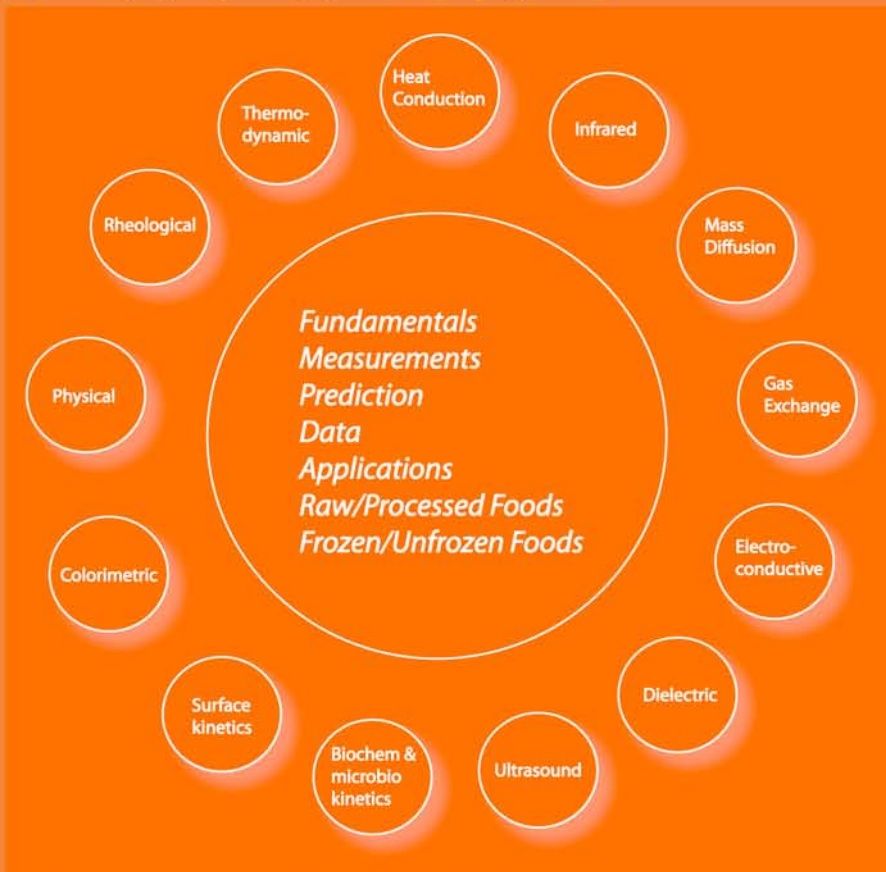 Heat
Conduction
Infrared
Mass
Diffusion
Gas
Exchange
Electro-
conductive
Dielectric
Ultrasound
Biochem &
microbio
kinetics
Surface
kinetics
Colorimetric
Physical
Rheological
Thermo-
dynamic
Fundamentals
Measurements
Prediction
Data
Applications
Raw/Processed Foods
Frozen/Unfrozen Foods